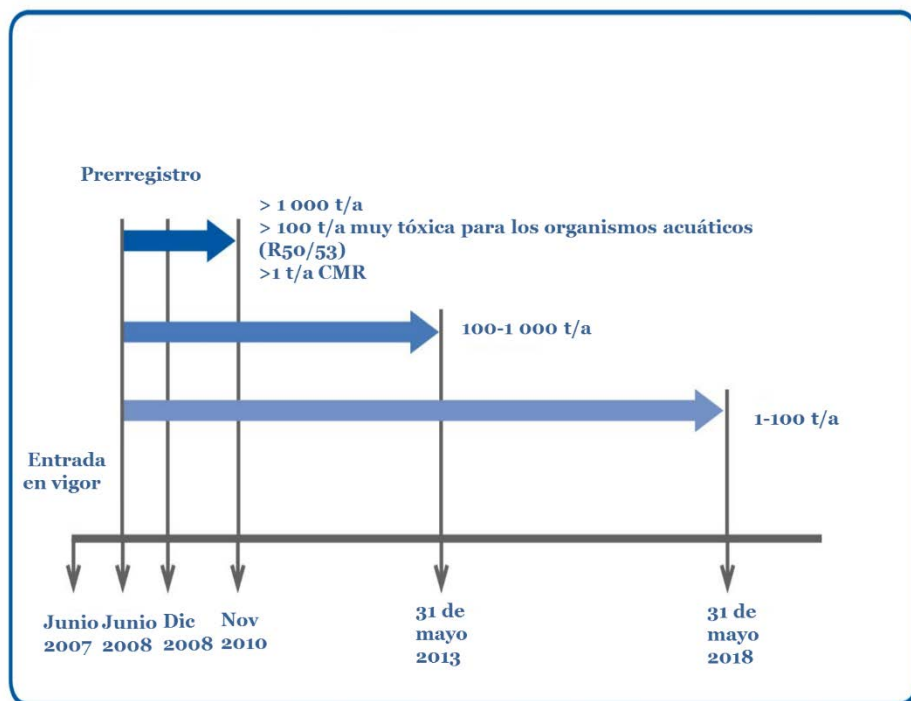 Prerregistro
> 1 000 t/a
> 100 t/a muy tóxica para los organismos acuáticos
(R50/53)
>1 t/a CMR
100-1 000 t/a
1-100 t/a
Entrada
en vigor
Junio
2007
Junio
2008
Dic
2008
Nov
2010
31 de
mayo
2013
31 de
mayo
2018